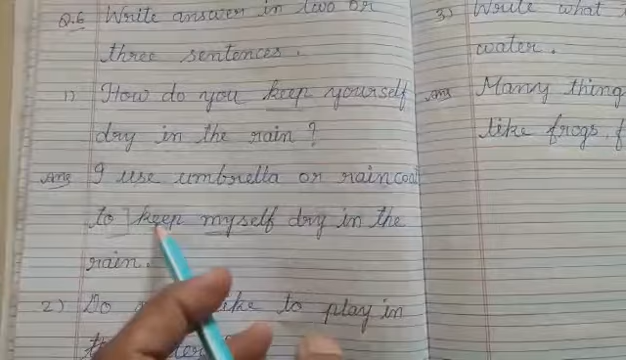 Q.6 Write answer in two or
three sentences.
1) How do you keep yourself
dry in the rain?
Ans I use umbrella or raincoat
to keep myself dry in the
rain.
2) Do like to play in
3) Write what
water.
Ans Many thing
like frogs, f